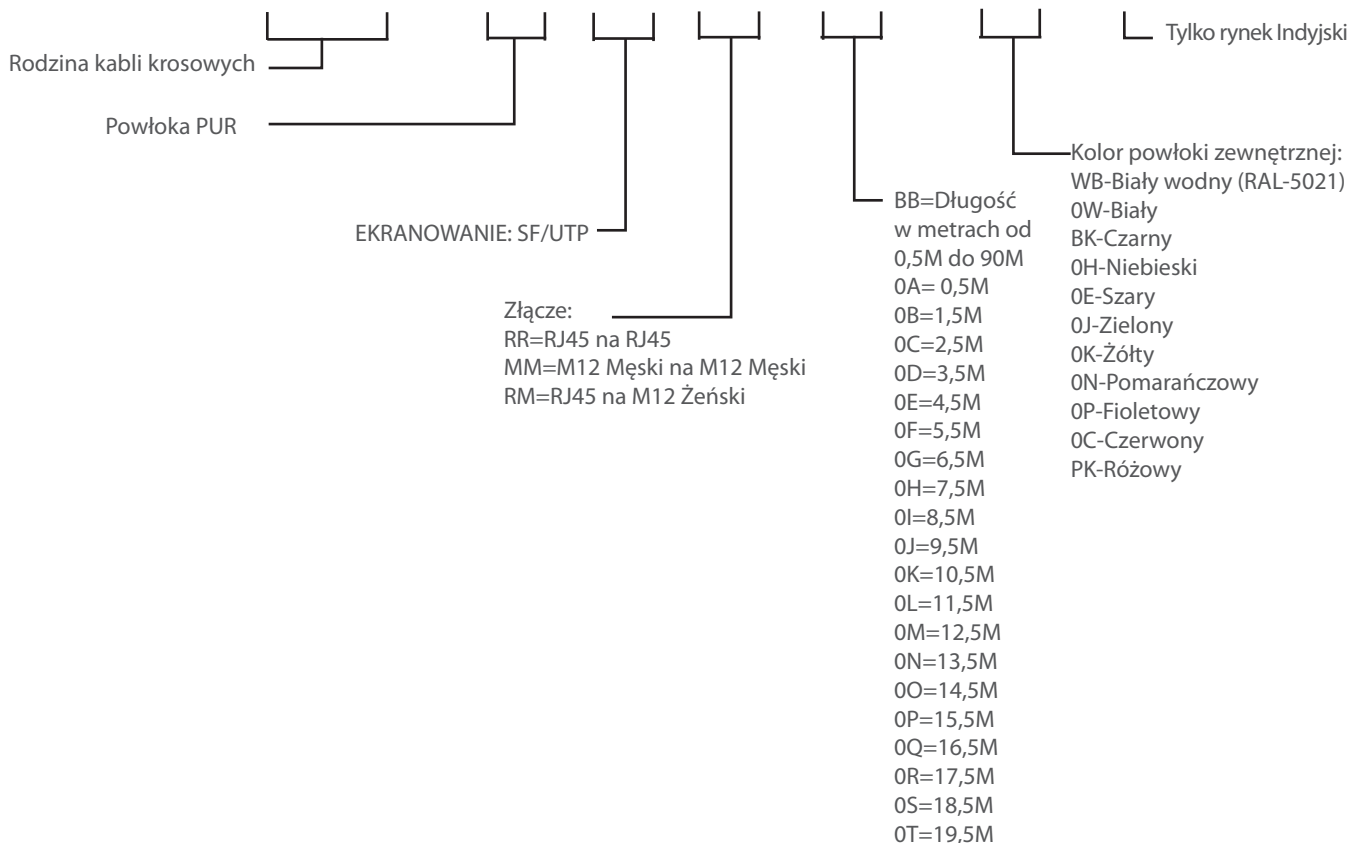 Tylko rynek Indyjski
Rodzina kabli krosowych
Powłoka PUR
EKRANOWANIE: SF/UTP
Złącze:
RR=RJ45 na RJ45
MM=M12 Męski na M12 Męski
RM=RJ45 na M12 Żeński
BB=Długość
w metrach od
0,5M do 90M
0A= 0,5M
0B=1,5M
0C=2,5M
0D=3,5M
0E=4,5M
0F=5,5M
0G=6,5M
0H=7,5M
0I=8,5M
0J=9,5M
0K=10,5M
0L=11,5M
0M=12,5M
0N=13,5M
0O=14,5M
0P=15,5M
0Q=16,5M
0R=17,5M
0S=18,5M
0T=19,5M
Kolor powłoki zewnętrznej:
WB-Biały wodny (RAL-5021)
0W-Biały
BK-Czarny
0H-Niebieski
0E-Szary
0J-Zielony
0K-Żółty
0N-Pomarańczowy
0P-Fioletowy
0C-Czerwony
PK-Różowy